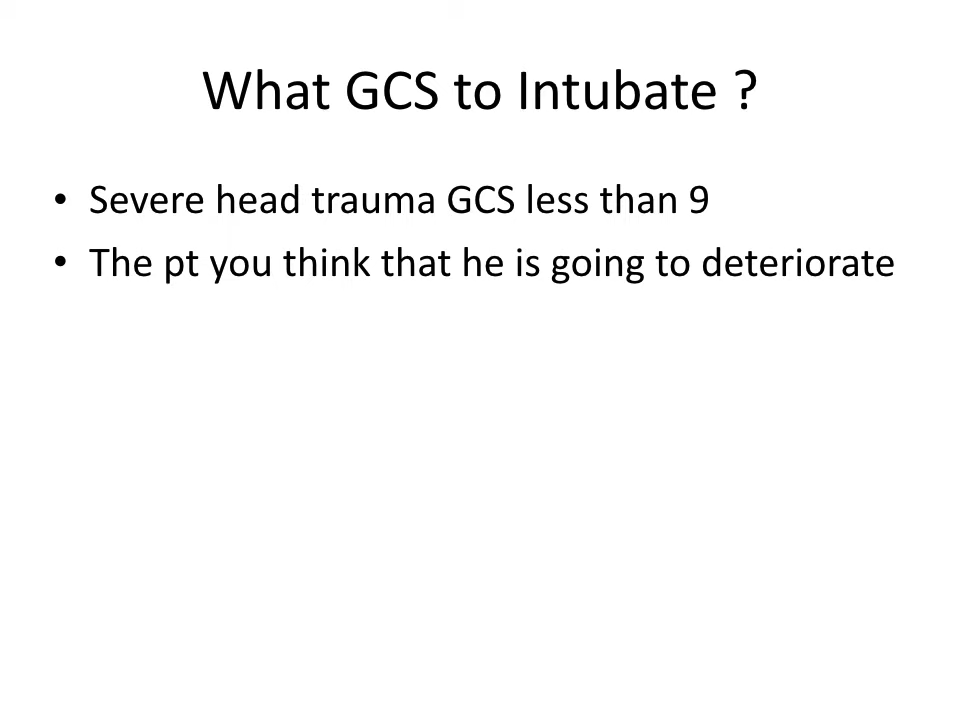 What GCS to Intubate ?
• Severe head trauma GCS less than 9
• The pt you think that he is going to deteriorate